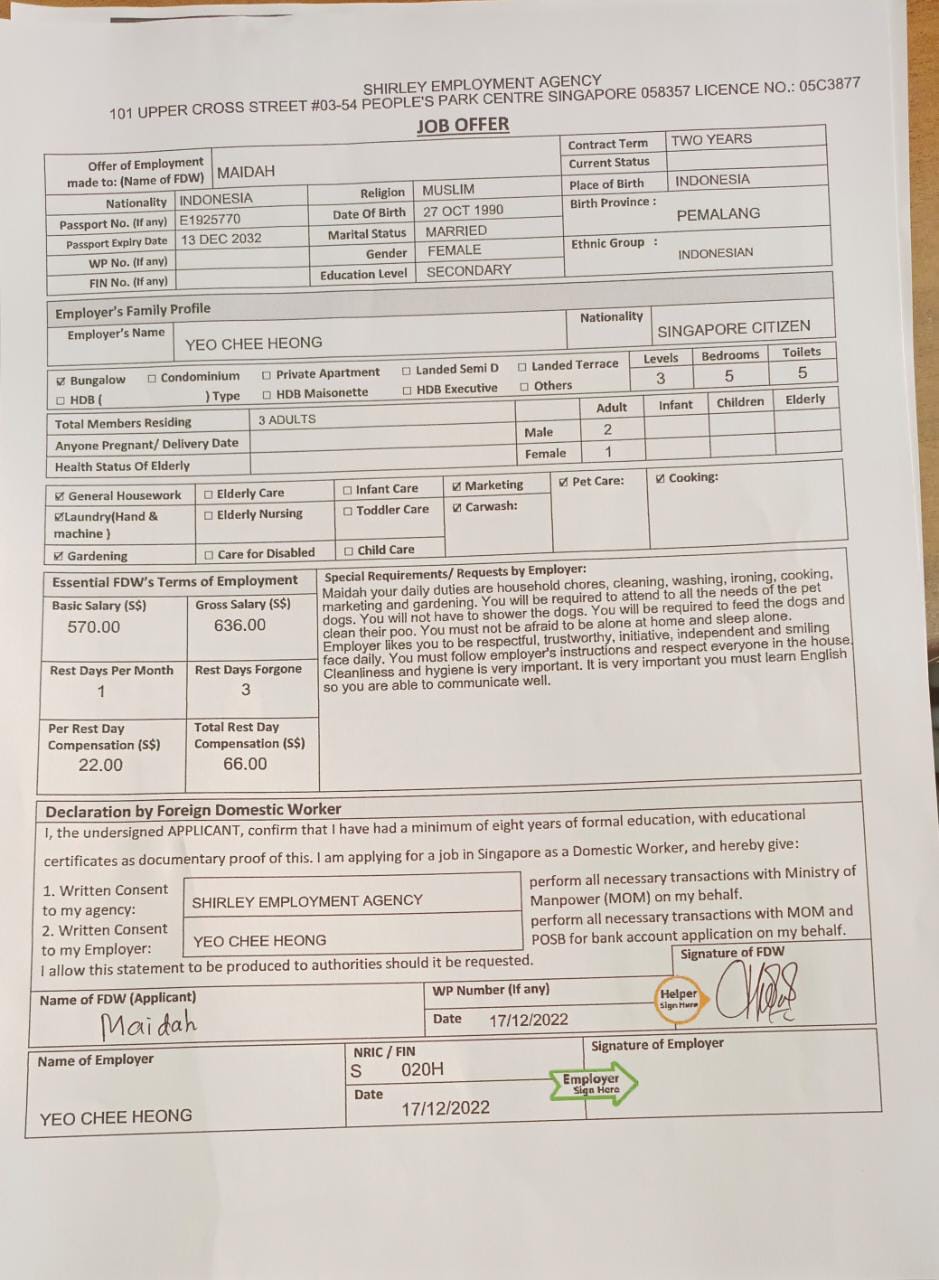 SHIRLEY EMPLOYMENT AGENCY
101 UPPER CROSS STREET #03-54 PEOPLE'S PARK CENTRE SINGAPORE 058357 LICENCE NO.: 05C3877
JOB OFFER
Offer of Employment made to: (Name of FDW) MAIDAH
Contract Term TWO YEARS
Current Status
Nationality INDONESIA
Religion MUSLIM
Place of Birth INDONESIA
Passport No. (If any) E1925770
Date Of Birth 27 OCT 1990
Birth Province : PEMALANG
Passport Expiry Date 13 DEC 2032
Marital Status MARRIED
WP No. (If any)
Gender FEMALE
Ethnic Group : INDONESIAN
FIN No. (If any)
Education Level SECONDARY
Employer's Family Profile
Employer's Name YEO CHEE HEONG
Nationality SINGAPORE CITIZEN
☑ Bungalow ☐ Condominium ☐ Private Apartment ☐ Landed Semi D ☐ Landed Terrace
☐ HDB ( ) Type ☐ HDB Maisonette ☐ HDB Executive ☐ Others
Levels Bedrooms Toilets
3 5 5
Total Members Residing 3 ADULTS
Adult Infant Children Elderly
Anyone Pregnant/ Delivery Date
Male 2
Health Status Of Elderly
Female 1
☑ General Housework ☐ Elderly Care ☐ Infant Care ☑ Marketing ☑ Pet Care: ☑ Cooking:
☑Laundry(Hand & machine ) ☐ Elderly Nursing ☐ Toddler Care ☑ Carwash:
☑ Gardening ☐ Care for Disabled ☐ Child Care
Essential FDW's Terms of Employment
Basic Salary (S$) Gross Salary (S$)
570.00 636.00
Rest Days Per Month Rest Days Forgone
1 3
Per Rest Day Compensation (S$) Total Rest Day Compensation (S$)
22.00 66.00
Special Requirements/ Requests by Employer:
Maidah your daily duties are household chores, cleaning, washing, ironing, cooking,
marketing and gardening. You will be required to attend to all the needs of the pet
dogs. You will not have to shower the dogs. You will be required to feed the dogs and
clean their poo. You must not be afraid to be alone at home and sleep alone.
Employer likes you to be respectful, trustworthy, initiative, independent and smiling
face daily. You must follow employer's instructions and respect everyone in the house.
Cleanliness and hygiene is very important. It is very important you must learn English
so you are able to communicate well.
Declaration by Foreign Domestic Worker
I, the undersigned APPLICANT, confirm that I have had a minimum of eight years of formal education, with educational
certificates as documentary proof of this. I am applying for a job in Singapore as a Domestic Worker, and hereby give:
1. Written Consent to my agency: SHIRLEY EMPLOYMENT AGENCY
perform all necessary transactions with Ministry of
Manpower (MOM) on my behalf.
2. Written Consent to my Employer: YEO CHEE HEONG
perform all necessary transactions with MOM and
POSB for bank account application on my behalf.
I allow this statement to be produced to authorities should it be requested.
Name of FDW (Applicant)
Maidah
WP Number (If any)
Date 17/12/2022
Signature of FDW
Helper
Sign Here
Name of Employer
YEO CHEE HEONG
NRIC / FIN
S 020H
Date
17/12/2022
Signature of Employer
Employer
Sign Here